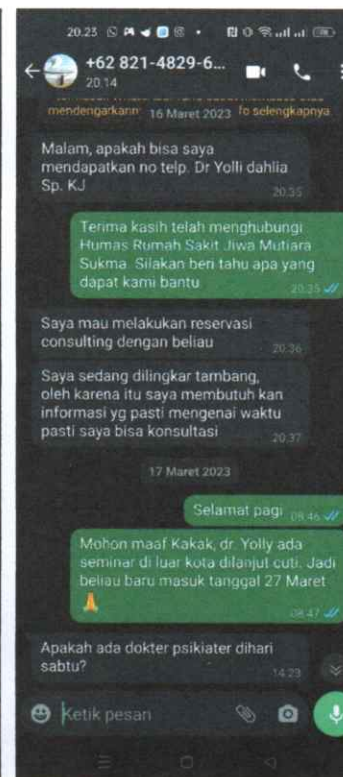 20.23
+62 821-4829-6...
20.14
mendengarkann
16 Maret 2023
fo selengkapnya.
Malam, apakah bisa saya
mendapatkan no telp. Dr Yolli dahlia
Sp. KJ
20.35
Terima kasih telah menghubungi
Humas Rumah Sakit Jiwa Mutiara
Sukma. Silakan beri tahu apa yang
dapat kami bantu
20.35
Saya mau melakukan reservasi
consulting dengan beliau
20.36
Saya sedang dilingkar tambang,
oleh karena itu saya membutuh kan
informasi yg pasti mengenai waktu
pasti saya bisa konsultasi
20.37
17 Maret 2023
Selamat pagi
08.46
Mohon maaf Kakak, dr. Yolly ada
seminar di luar kota dilanjut cuti. Jadi
beliau baru masuk tanggal 27 Maret
🙏
08.47
Apakah ada dokter psikiater dihari
sabtu?
14.23
Ketik pesan